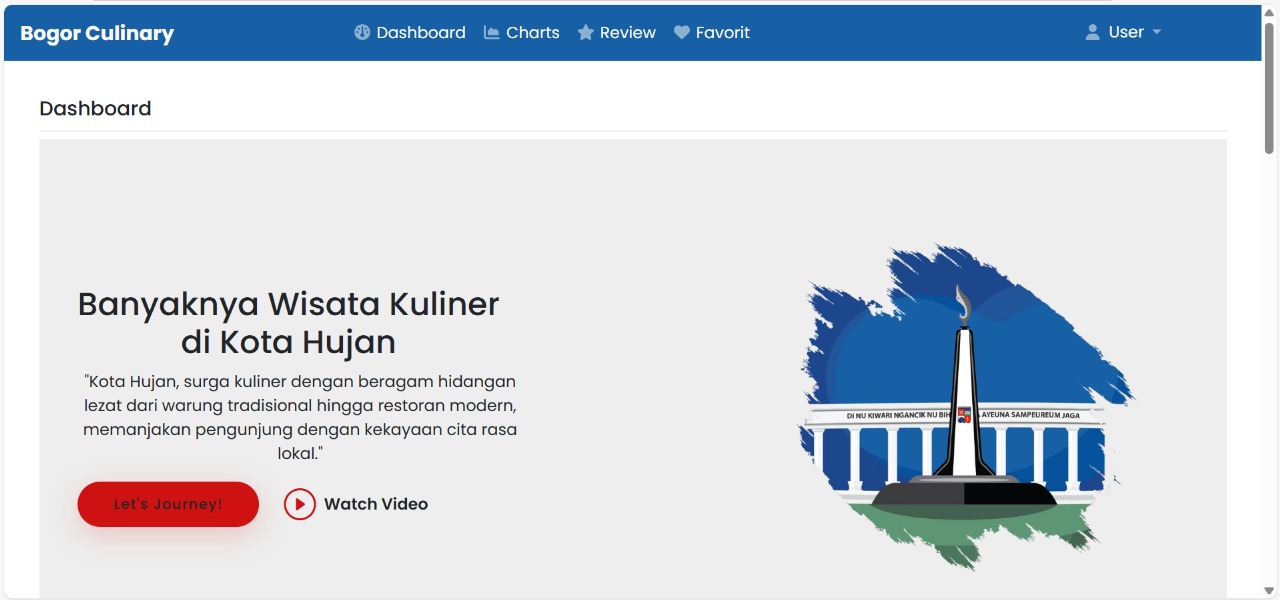 Bogor Culinary
Dashboard
Charts
Review
Favorit
User
Dashboard
Banyaknya Wisata Kuliner
di Kota Hujan
"Kota Hujan, surga kuliner dengan beragam hidangan
lezat dari warung tradisional hingga restoran modern,
memanjakan pengunjung dengan kekayaan cita rasa
lokal."
Let's Journey!
Watch Video
DI NU KIWARI NGANCIK NU BIH AYEUNA SAMPEUREUM JAGA